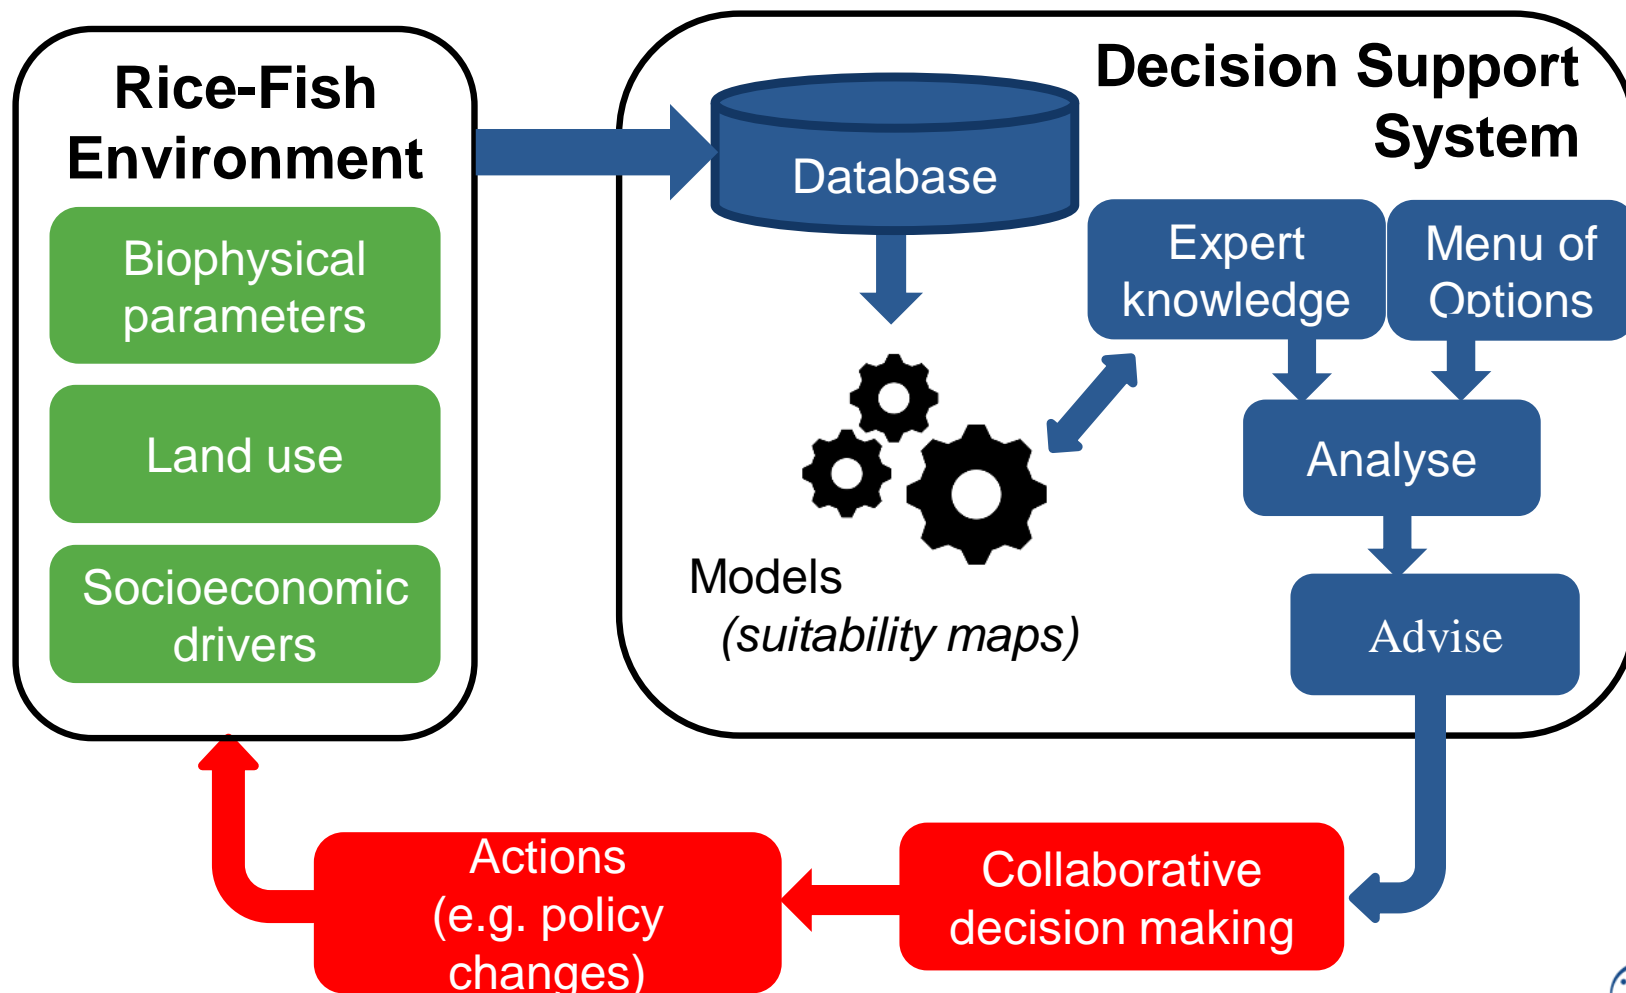 Rice-Fish
Environment
Biophysical
parameters
Land use
Socioeconomic
drivers
Decision Support
System
Database
Expert
knowledge
Menu of
Options
Analyse
Advise
Models
(suitability maps)
Collaborative
decision making
Actions
(e.g. policy
changes)